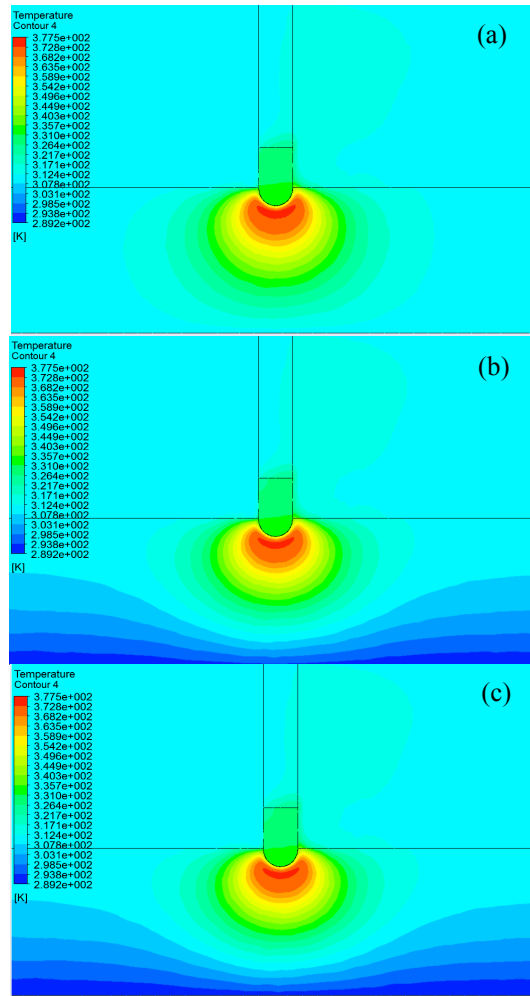 Temperature
Contour 4
(a)
3.775e+002
3.728e+002
3.682e+002
3.635e+002
3.589e+002
3.542e+002
3.496e+002
3.449e+002
3.403e+002
3.357e+002
3.310e+002
3.264e+002
3.217e+002
3.171e+002
3.124e+002
3.078e+002
3.031e+002
2.985e+002
2.938e+002
2.892e+002
[K]
Temperature
Contour 4
(b)
3.775e+002
3.728e+002
3.682e+002
3.635e+002
3.589e+002
3.542e+002
3.496e+002
3.449e+002
3.403e+002
3.357e+002
3.310e+002
3.264e+002
3.217e+002
3.171e+002
3.124e+002
3.078e+002
3.031e+002
2.985e+002
2.938e+002
2.892e+002
[K]
Temperature
Contour 4
(c)
3.775e+002
3.728e+002
3.682e+002
3.635e+002
3.589e+002
3.542e+002
3.496e+002
3.449e+002
3.403e+002
3.357e+002
3.310e+002
3.264e+002
3.217e+002
3.171e+002
3.124e+002
3.078e+002
3.031e+002
2.985e+002
2.938e+002
2.892e+002
[K]